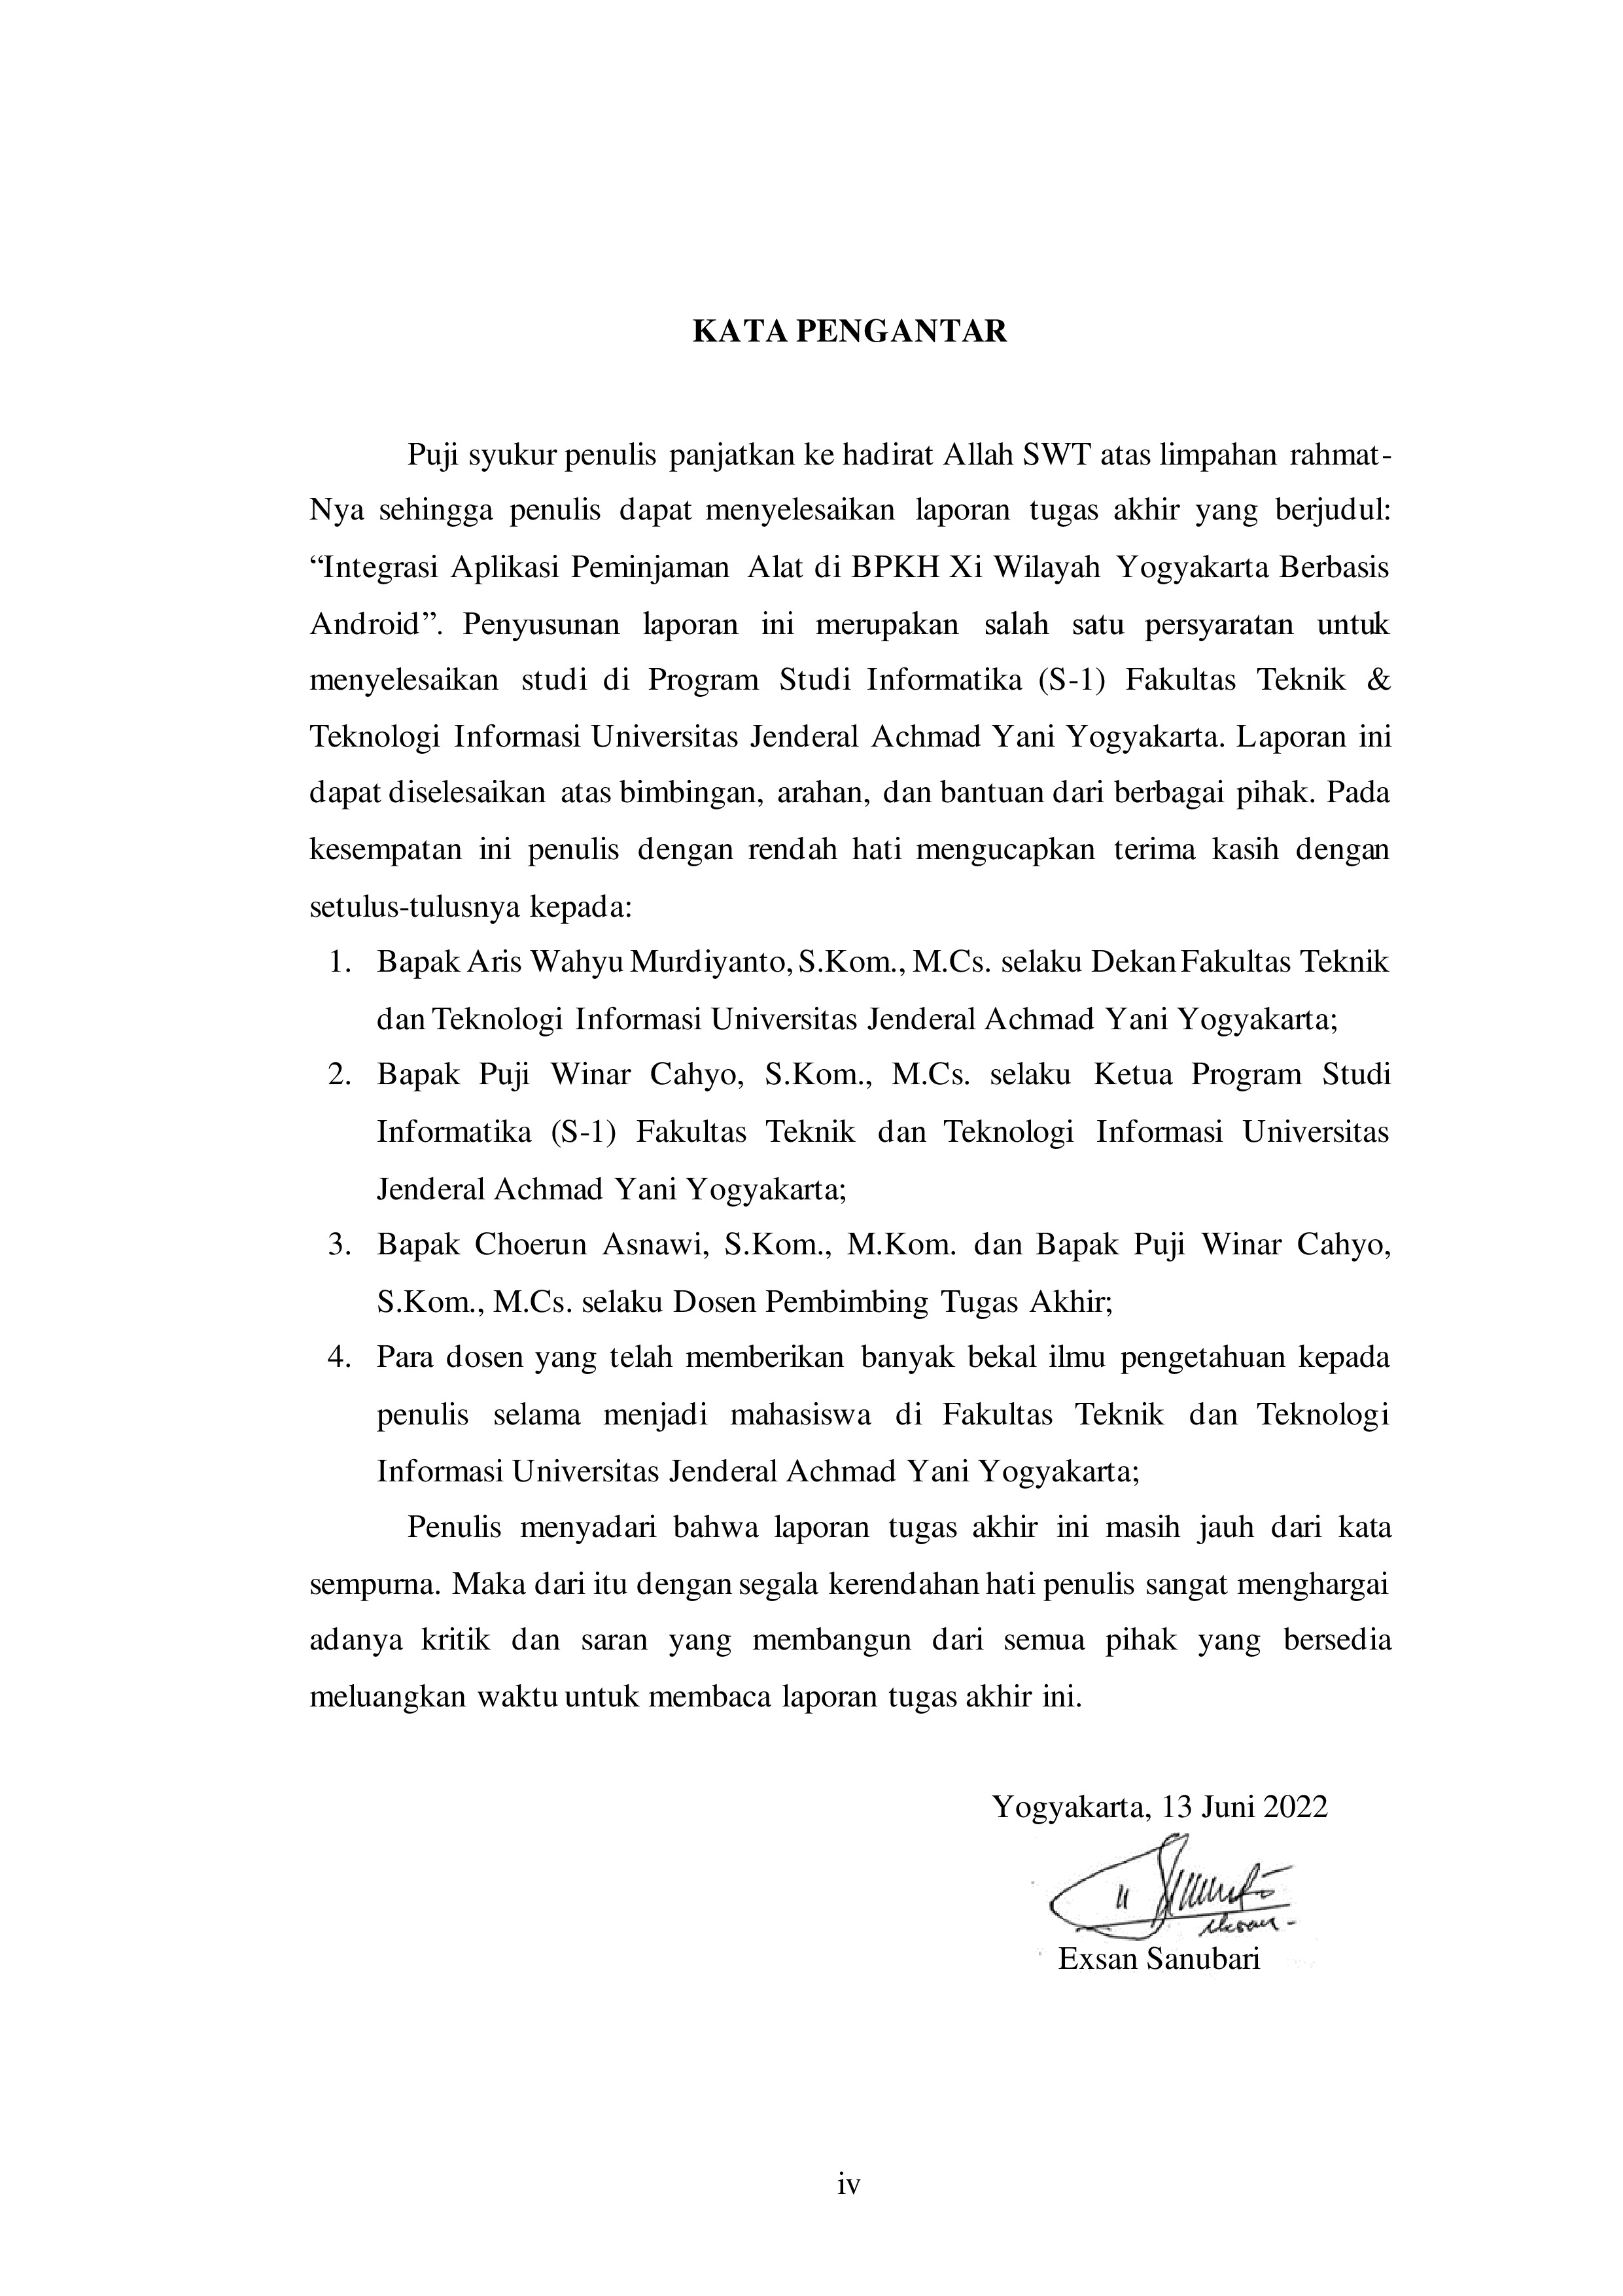 KATA PENGANTAR
Puji syukur penulis panjatkan ke hadirat Allah SWT atas limpahan rahmat-
Nya sehingga penulis dapat menyelesaikan laporan tugas akhir yang berjudul:
“Integrasi Aplikasi Peminjaman Alat di BPKH Xi Wilayah Yogyakarta Berbasis
Android”. Penyusunan laporan ini merupakan salah satu persyaratan untuk
menyelesaikan studi di Program Studi Informatika (S-1) Fakultas Teknik &
Teknologi Informasi Universitas Jenderal Achmad Yani Yogyakarta. Laporan ini
dapat diselesaikan atas bimbingan, arahan, dan bantuan dari berbagai pihak. Pada
kesempatan ini penulis dengan rendah hati mengucapkan terima kasih dengan
setulus-tulusnya kepada:
1. Bapak Aris Wahyu Murdiyanto, S.Kom., M.Cs. selaku Dekan Fakultas Teknik
dan Teknologi Informasi Universitas Jenderal Achmad Yani Yogyakarta;
2. Bapak Puji Winar Cahyo, S.Kom., M.Cs. selaku Ketua Program Studi
Informatika (S-1) Fakultas Teknik dan Teknologi Informasi Universitas
Jenderal Achmad Yani Yogyakarta;
3. Bapak Choerun Asnawi, S.Kom., M.Kom. dan Bapak Puji Winar Cahyo,
S.Kom., M.Cs. selaku Dosen Pembimbing Tugas Akhir;
4. Para dosen yang telah memberikan banyak bekal ilmu pengetahuan kepada
penulis selama menjadi mahasiswa di Fakultas Teknik dan Teknologi
Informasi Universitas Jenderal Achmad Yani Yogyakarta;
Penulis menyadari bahwa laporan tugas akhir ini masih jauh dari kata
sempurna. Maka dari itu dengan segala kerendahan hati penulis sangat menghargai
adanya kritik dan saran yang membangun dari semua pihak yang bersedia
meluangkan waktu untuk membaca laporan tugas akhir ini.
Yogyakarta, 13 Juni 2022
Exsan Sanubari
iv